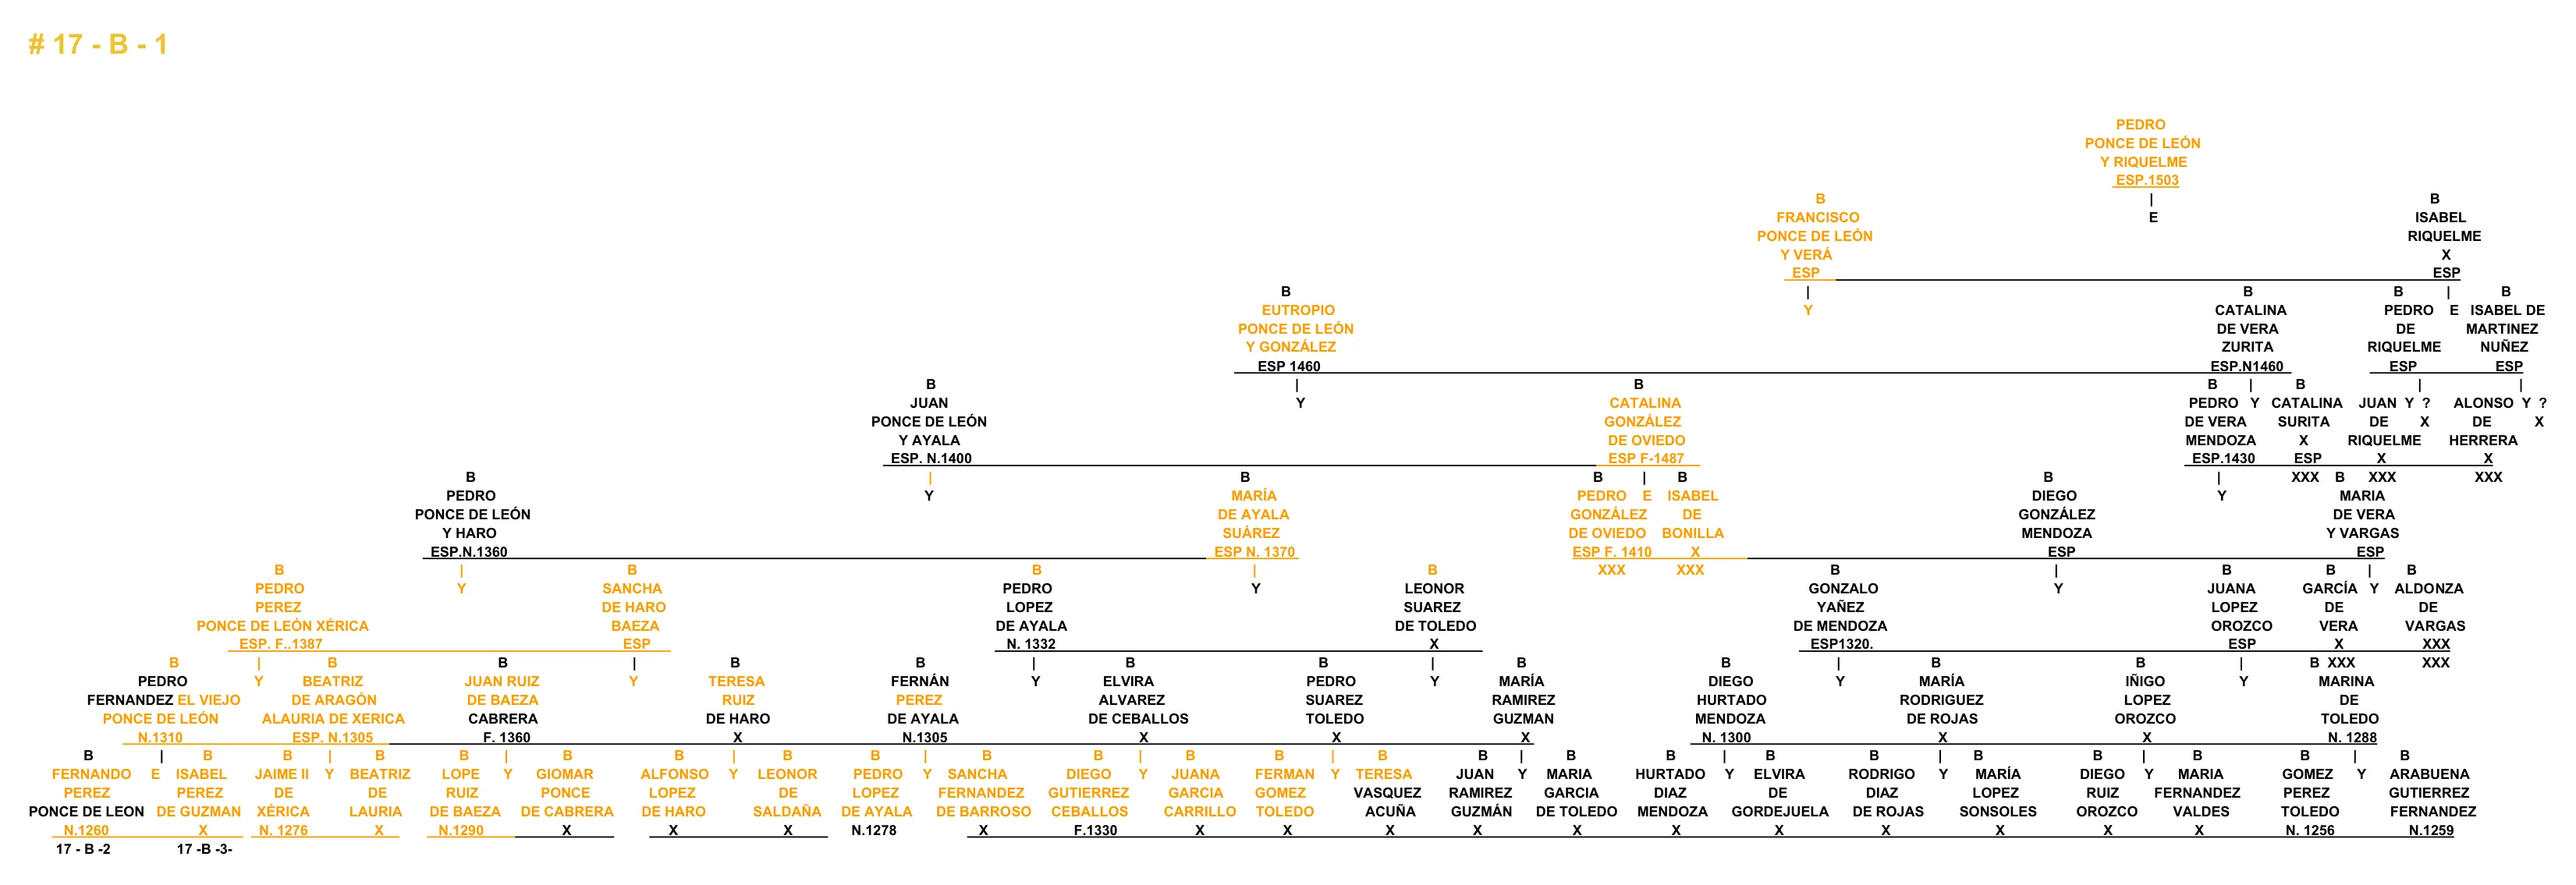 # 17 - B - 1
PEDRO
PONCE DE LEÓN
Y RIQUELME
ESP.1503
B | B
FRANCISCO E ISABEL
PONCE DE LEÓN RIQUELME
Y VERÁ X
ESP ESP
B | B B | B
EUTROPIO Y CATALINA PEDRO E ISABEL DE
PONCE DE LEÓN DE VERA DE MARTINEZ
Y GONZÁLEZ ZURITA RIQUELME NUÑEZ
ESP 1460 ESP.N1460 ESP ESP
B | B B | B | |
JUAN Y CATALINA PEDRO Y CATALINA JUAN Y ? ALONSO Y ?
PONCE DE LEÓN GONZÁLEZ DE VERA SURITA DE X DE X
Y AYALA DE OVIEDO MENDOZA X RIQUELME HERRERA
ESP. N.1400 ESP F-1487 ESP.1430 ESP X X
B | B B | B B | XXX B XXX XXX
PEDRO Y MARÍA PEDRO E ISABEL DIEGO Y MARIA
PONCE DE LEÓN DE AYALA GONZÁLEZ DE GONZÁLEZ DE VERA
Y HARO SUÁREZ DE OVIEDO BONILLA MENDOZA Y VARGAS
ESP.N.1360 ESP N. 1370 ESP F. 1410 X ESP ESP
B | B B | B XXX XXX B | B B | B
PEDRO Y SANCHA PEDRO Y LEONOR GONZALO Y JUANA GARCÍA Y ALDONZA
PEREZ DE HARO LOPEZ SUAREZ YAÑEZ LOPEZ DE DE
PONCE DE LEÓN XÉRICA BAEZA DE AYALA DE TOLEDO DE MENDOZA OROZCO VERA VARGAS
ESP. F..1387 ESP N. 1332 X ESP1320. ESP X XXX
B | B B | B B | B B | B B | B B | B XXX XXX
PEDRO Y BEATRIZ JUAN RUIZ Y TERESA FERNÁN Y ELVIRA PEDRO Y MARÍA DIEGO Y MARÍA IÑIGO Y MARINA
FERNANDEZ EL VIEJO DE ARAGÓN DE BAEZA RUIZ PEREZ ALVAREZ SUAREZ RAMIREZ HURTADO RODRIGUEZ LOPEZ DE
PONCE DE LEÓN ALAURIA DE XERICA CABRERA DE HARO DE AYALA DE CEBALLOS TOLEDO GUZMAN MENDOZA DE ROJAS OROZCO TOLEDO
N.1310 ESP. N.1305 F. 1360 X N.1305 X X X N. 1300 X X N. 1288
B | B B | B B | B B | B B | B B | B B | B B | B B | B B | B B | B B | B
FERNANDO E ISABEL JAIME II Y BEATRIZ LOPE Y GIOMAR ALFONSO Y LEONOR PEDRO Y SANCHA DIEGO Y JUANA FERMAN Y TERESA JUAN Y MARIA HURTADO Y ELVIRA RODRIGO Y MARÍA DIEGO Y MARIA GOMEZ Y ARABUENA
PEREZ PEREZ DE DE RUIZ PONCE LOPEZ DE LOPEZ FERNANDEZ GUTIERREZ GARCIA GOMEZ VASQUEZ RAMIREZ GARCIA DIAZ DE DIAZ LOPEZ RUIZ FERNANDEZ PEREZ GUTIERREZ
PONCE DE LEON DE GUZMAN XÉRICA LAURIA DE BAEZA DE CABRERA DE HARO SALDAÑA DE AYALA DE BARROSO CEBALLOS CARRILLO TOLEDO ACUÑA GUZMÁN DE TOLEDO MENDOZA GORDEJUELA DE ROJAS SONSOLES OROZCO VALDES TOLEDO FERNANDEZ
N.1260 X N. 1276 X N.1290 X X X N.1278 X F.1330 X X X X X X X X X X X N. 1256 N.1259
17 - B -2 17 -B -3-